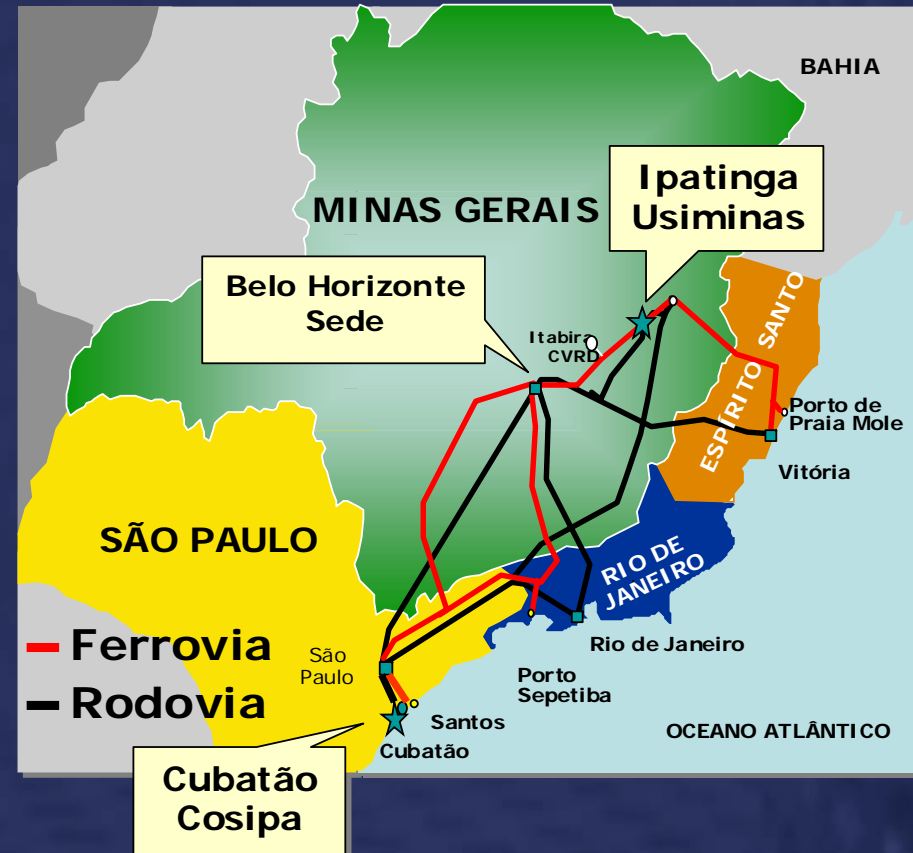 BAHIA
Ipatinga
Usiminas
MINAS GERAIS
Belo Horizonte
Sede
Itabira
CVRD
ESPÍRITO SANTO
Porto de
Praia Mole
Vitória
SÃO PAULO
RIO DE
JANEIRO
Ferrovia
Rodovia
São
Paulo
Rio de Janeiro
Porto
Sepetiba
Santos
Cubatão
OCEANO ATLÂNTICO
Cubatão
Cosipa